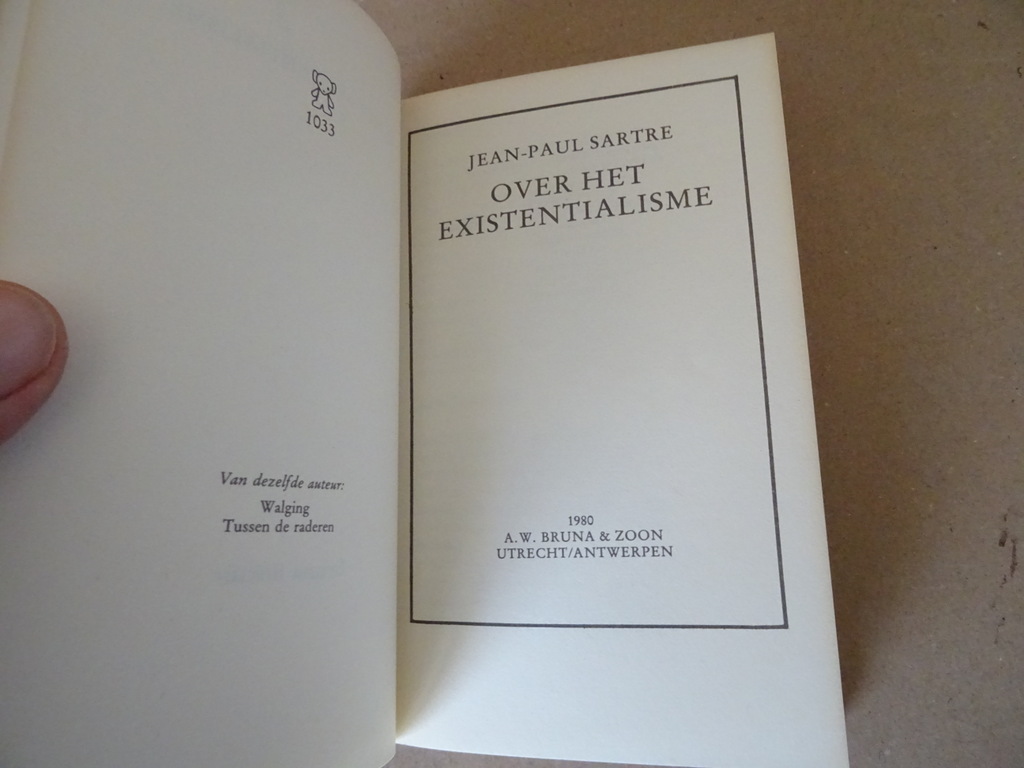 1033
Van dezelfde auteur:
Walging
Tussen de raderen
JEAN-PAUL SARTRE
OVER HET
EXISTENTIALISME
1980
A.W. BRUNA & ZOON
UTRECHT/ANTWERPEN